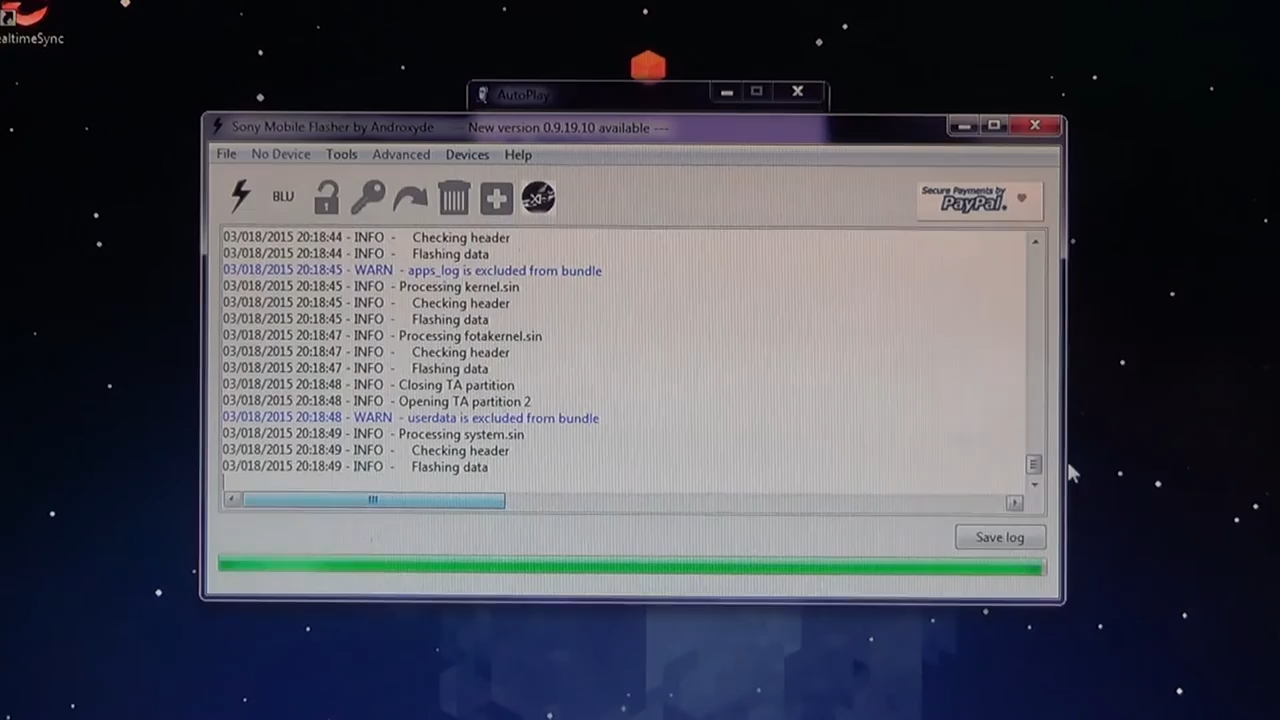 ealtimeSync
AutoPlay
Sony Mobile Flasher by Androxyde --- New version 0.9.19.10 available ---
File No Device Tools Advanced Devices Help
BLU
Secure Payments by
PayPal.
03/018/2015 20:18:44 - INFO - Checking header
03/018/2015 20:18:44 - INFO - Flashing data
03/018/2015 20:18:45 - WARN - apps_log is excluded from bundle
03/018/2015 20:18:45 - INFO - Processing kernel.sin
03/018/2015 20:18:45 - INFO - Checking header
03/018/2015 20:18:45 - INFO - Flashing data
03/018/2015 20:18:47 - INFO - Processing fotakernel.sin
03/018/2015 20:18:47 - INFO - Checking header
03/018/2015 20:18:47 - INFO - Flashing data
03/018/2015 20:18:48 - INFO - Closing TA partition
03/018/2015 20:18:48 - INFO - Opening TA partition 2
03/018/2015 20:18:48 - WARN - userdata is excluded from bundle
03/018/2015 20:18:49 - INFO - Processing system.sin
03/018/2015 20:18:49 - INFO - Checking header
03/018/2015 20:18:49 - INFO - Flashing data
Save log